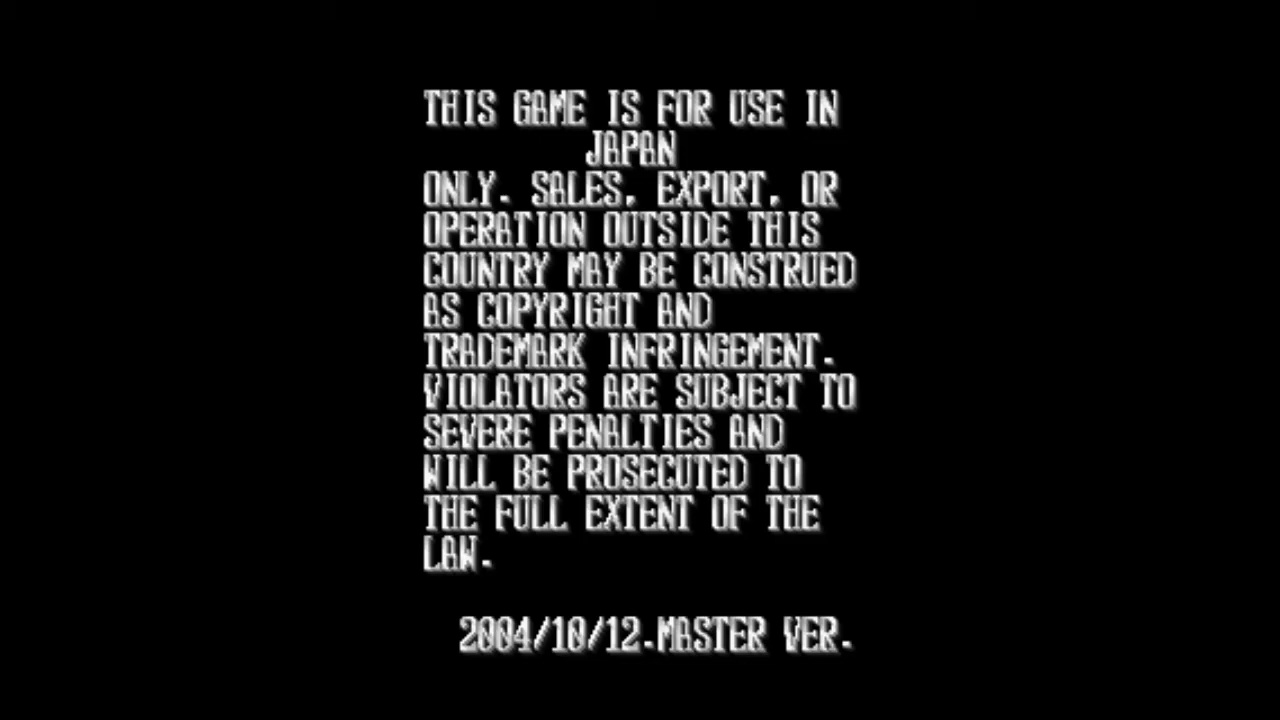 THIS GAME IS FOR USE IN
JAPAN
ONLY. SALES, EXPORT, OR
OPERATION OUTSIDE THIS
COUNTRY MAY BE CONSTRUED
AS COPYRIGHT AND
TRADEMARK INFRINGEMENT.
VIOLATORS ARE SUBJECT TO
SEVERE PENALTIES AND
WILL BE PROSECUTED TO
THE FULL EXTENT OF THE
LAW.
2004/10/12.MASTER VER.